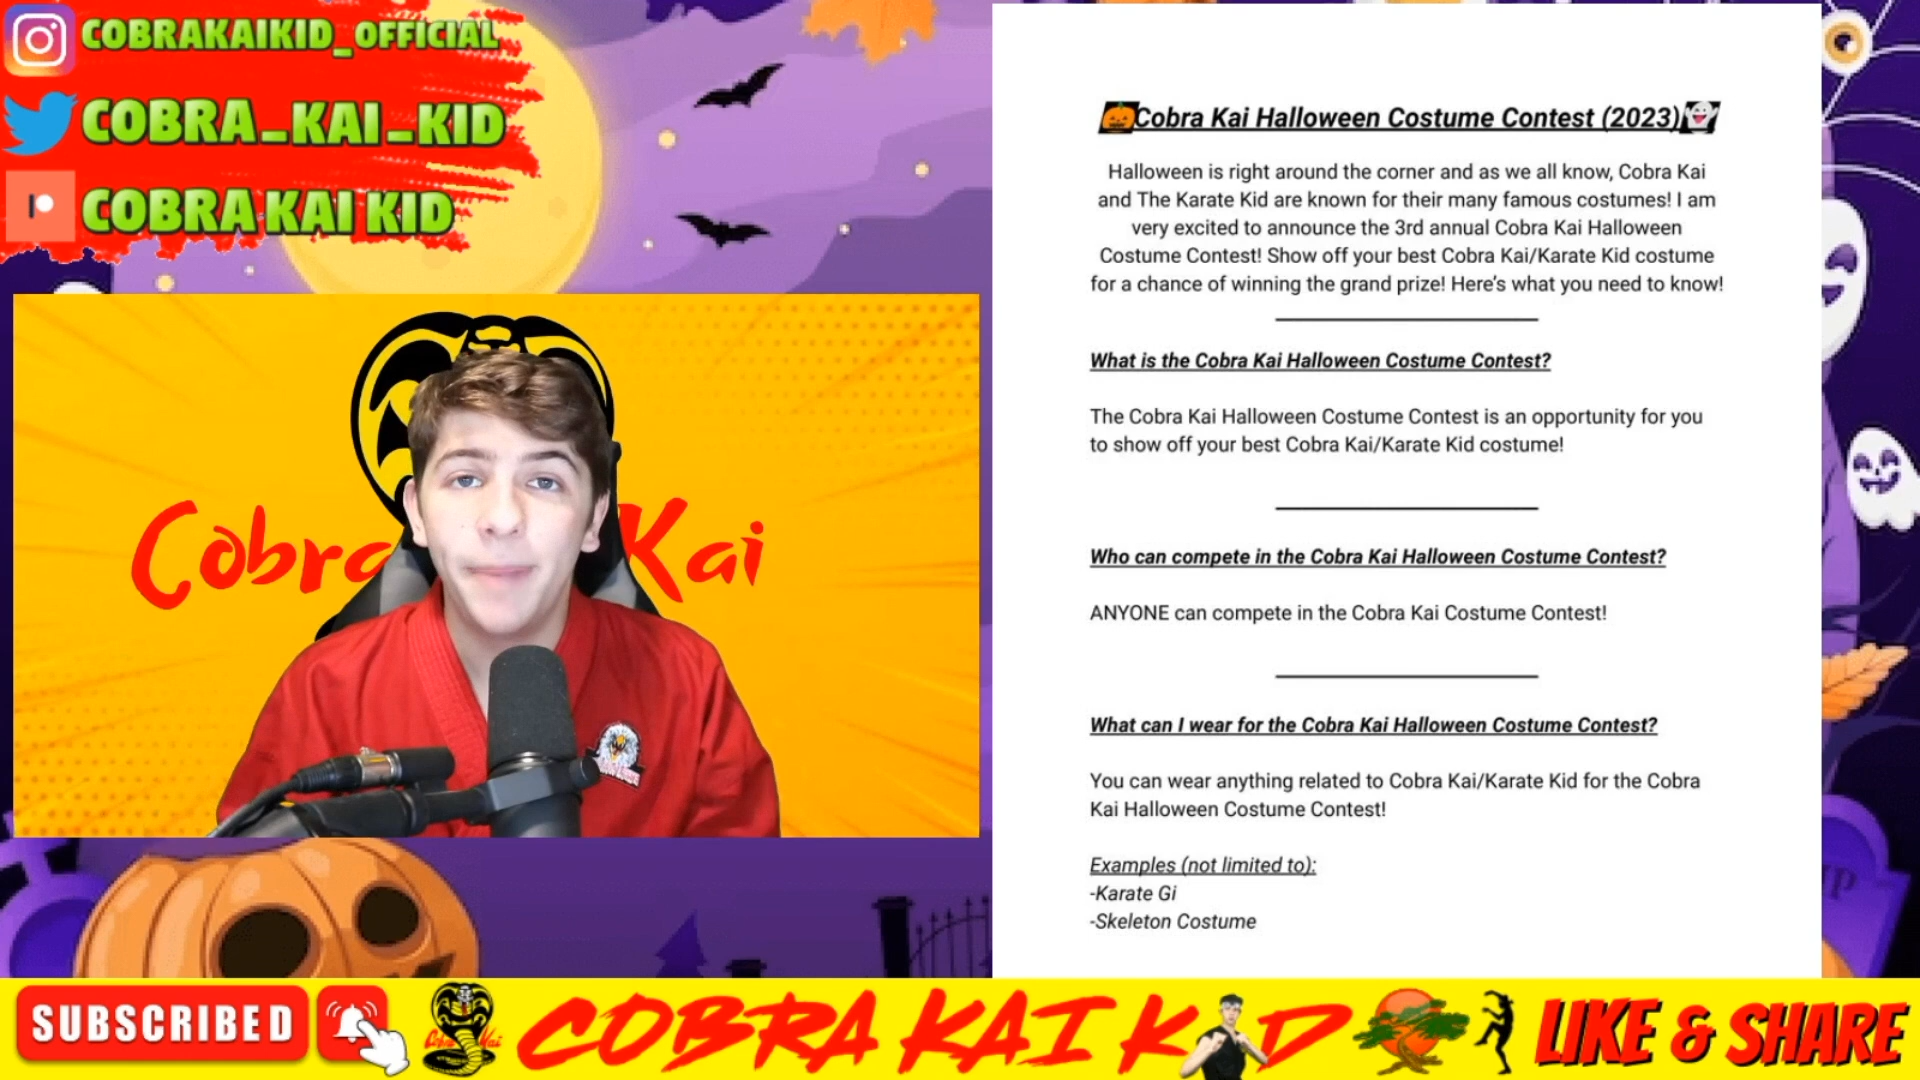 COBRAKAIKID_OFFICIAL
COBRA_KAI_KID
COBRA KAI KID
Cobra Kai
🎃Cobra Kai Halloween Costume Contest (2023)👻
Halloween is right around the corner and as we all know, Cobra Kai
and The Karate Kid are known for their many famous costumes! I am
very excited to announce the 3rd annual Cobra Kai Halloween
Costume Contest! Show off your best Cobra Kai/Karate Kid costume
for a chance of winning the grand prize! Here’s what you need to know!
What is the Cobra Kai Halloween Costume Contest?
The Cobra Kai Halloween Costume Contest is an opportunity for you
to show off your best Cobra Kai/Karate Kid costume!
Who can compete in the Cobra Kai Halloween Costume Contest?
ANYONE can compete in the Cobra Kai Costume Contest!
What can I wear for the Cobra Kai Halloween Costume Contest?
You can wear anything related to Cobra Kai/Karate Kid for the Cobra
Kai Halloween Costume Contest!
Examples (not limited to):
-Karate Gi
-Skeleton Costume
SUBSCRIBED
Cobra Kai
COBRA KAI KID
LIKE & SHARE